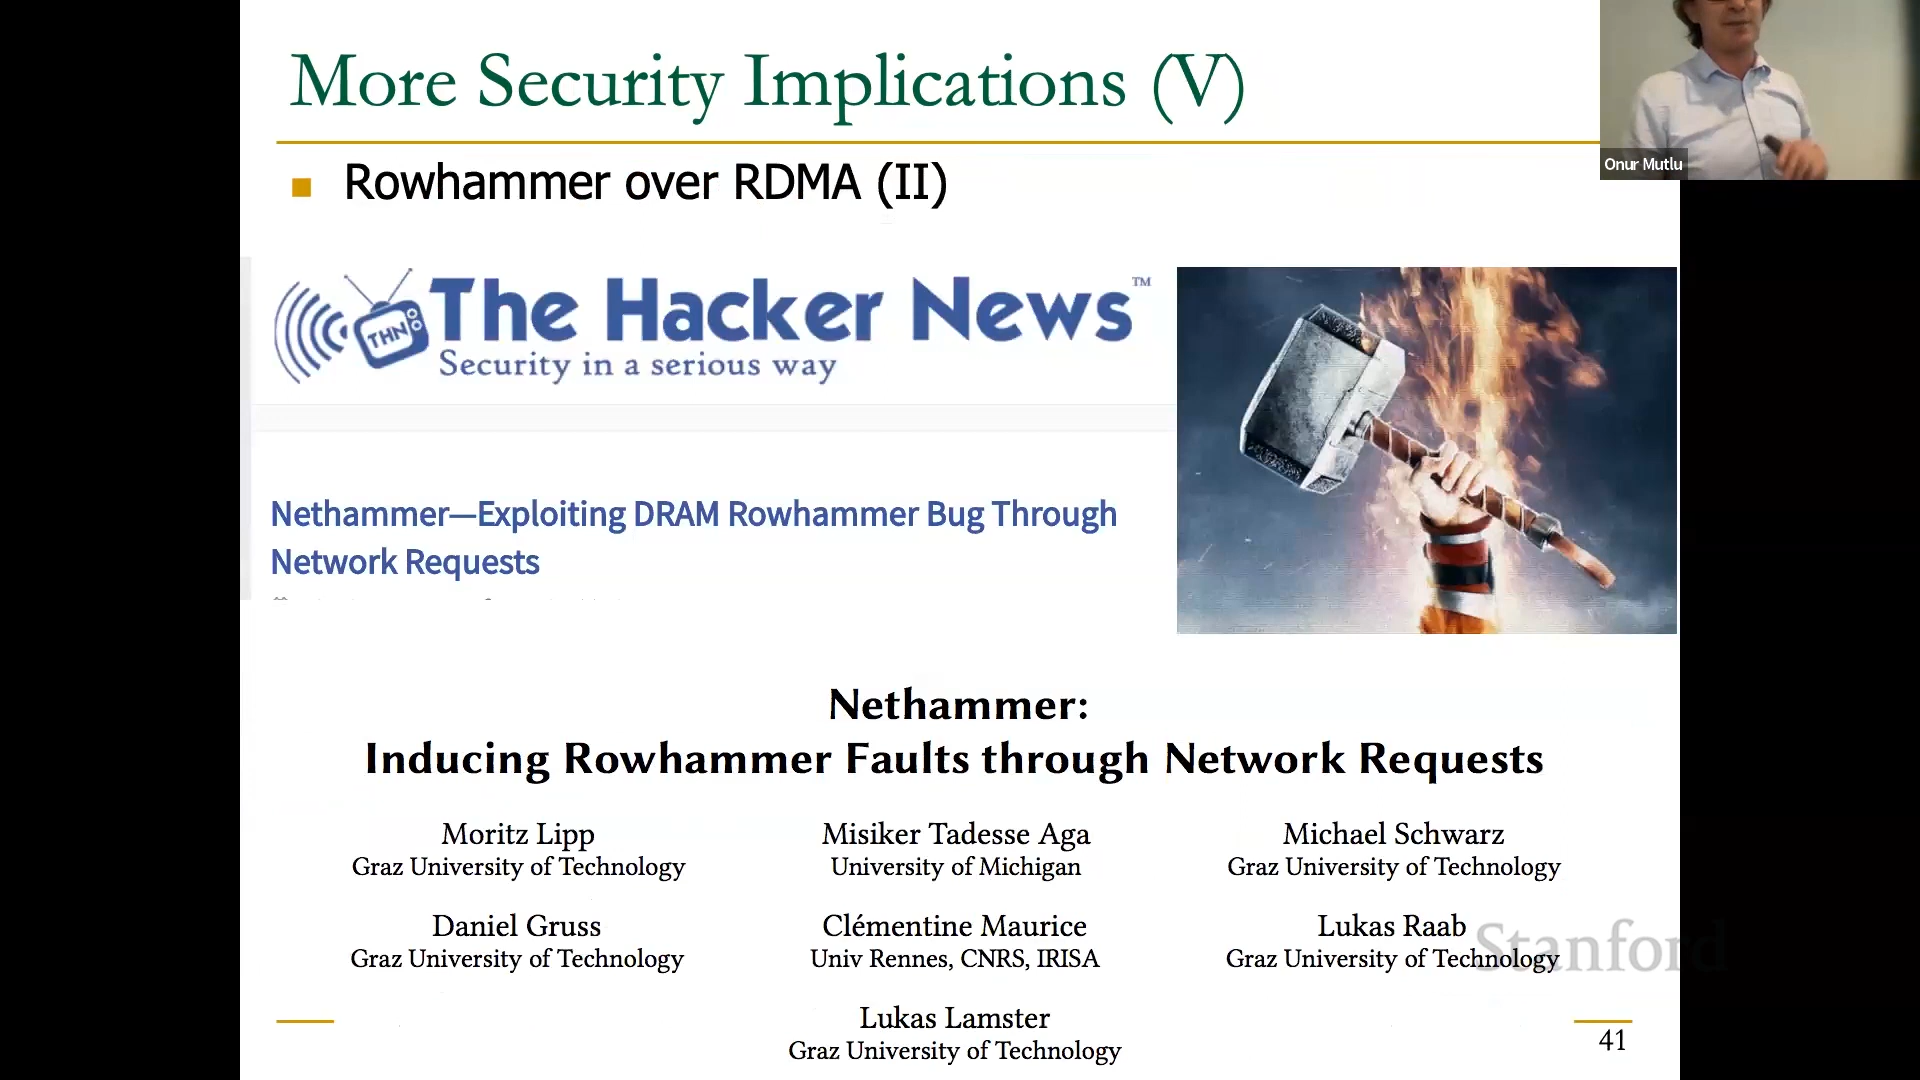 More Security Implications (V)
Onur Mutlu
Rowhammer over RDMA (II)
THN
The Hacker News™
Security in a serious way
Nethammer—Exploiting DRAM Rowhammer Bug Through
Network Requests
Nethammer:
Inducing Rowhammer Faults through Network Requests
Moritz Lipp
Graz University of Technology
Misiker Tadesse Aga
University of Michigan
Michael Schwarz
Graz University of Technology
Daniel Gruss
Graz University of Technology
Clémentine Maurice
Univ Rennes, CNRS, IRISA
Lukas Raab
Graz University of Technology
Stanford
Lukas Lamster
Graz University of Technology
41